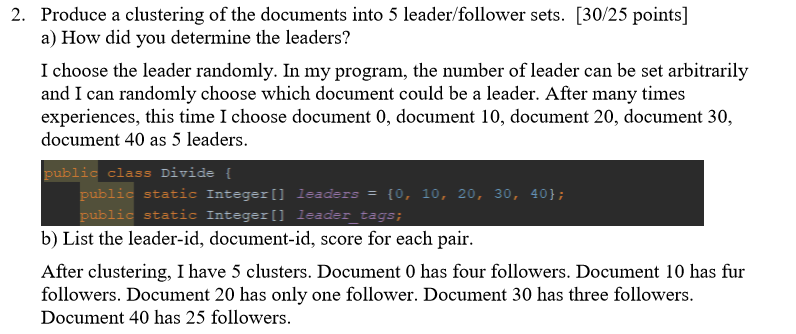 2. Produce a clustering of the documents into 5 leader/follower sets. [30/25 points]
a) How did you determine the leaders?
I choose the leader randomly. In my program, the number of leader can be set arbitrarily
and I can randomly choose which document could be a leader. After many times
experiences, this time I choose document 0, document 10, document 20, document 30,
document 40 as 5 leaders.
public class Divide {
public static Integer[] leaders = {0, 10, 20, 30, 40};
public static Integer[] leader_tags;
b) List the leader-id, document-id, score for each pair.
After clustering, I have 5 clusters. Document 0 has four followers. Document 10 has fur
followers. Document 20 has only one follower. Document 30 has three followers.
Document 40 has 25 followers.